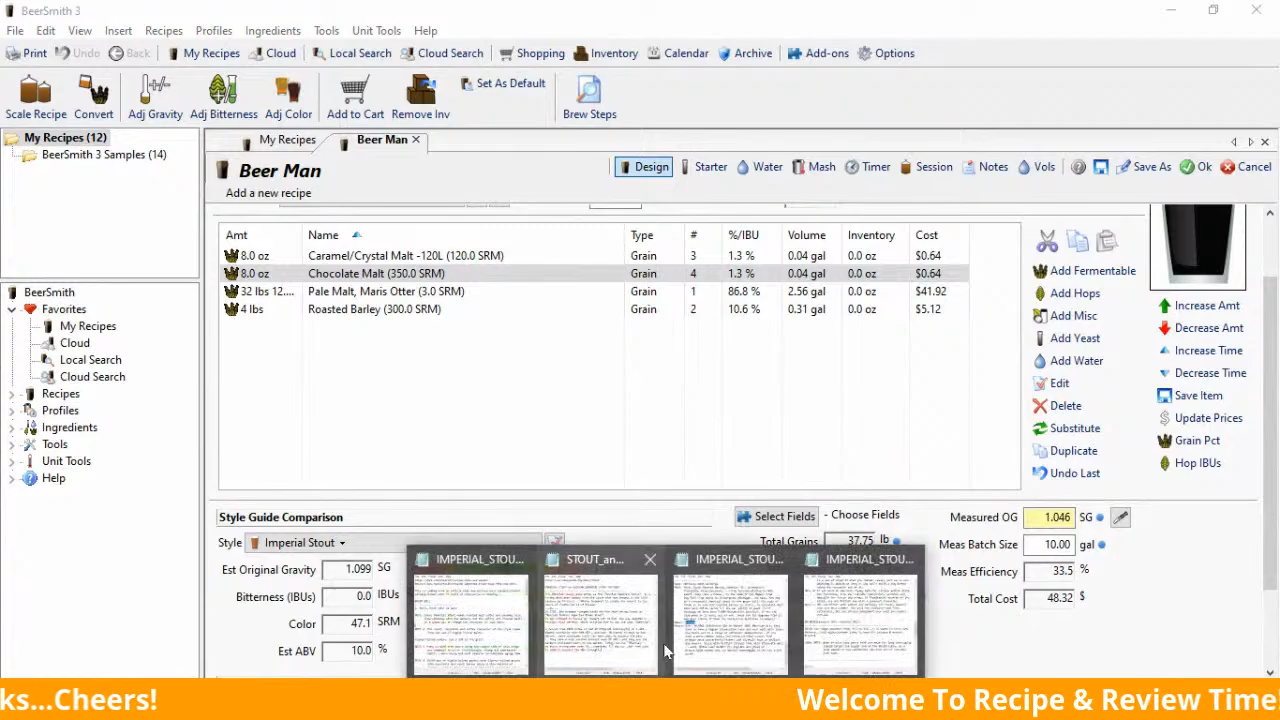 BeerSmith 3
File Edit View Insert Recipes Profiles Ingredients Tools Unit Tools Help
Print Undo Back My Recipes Cloud Local Search Cloud Search Shopping Inventory Calendar Archive Add-ons Options
Set As Default
Scale Recipe Convert Adj Gravity Adj Bitterness Adj Color Add to Cart Remove Inv Brew Steps
My Recipes (12)
BeerSmith 3 Samples (14)
My Recipes Beer Man
Beer Man
Design Starter Water Mash Timer Session Notes Vols Save As Ok Cancel
Add a new recipe
Amt Name Type # %/IBU Volume Inventory Cost
8.0 oz Caramel/Crystal Malt -120L (120.0 SRM) Grain 3 1.3 % 0.04 gal 0.0 oz $0.64
8.0 oz Chocolate Malt (350.0 SRM) Grain 4 1.3 % 0.04 gal 0.0 oz $0.64
32 lbs 12.... Pale Malt, Maris Otter (3.0 SRM) Grain 1 86.8 % 2.56 gal 0.0 oz $41.92
4 lbs Roasted Barley (300.0 SRM) Grain 2 10.6 % 0.31 gal 0.0 oz $5.12
Add Fermentable
Add Hops
Add Misc
Add Yeast
Add Water
Edit
Delete
Substitute
Duplicate
Undo Last
Increase Amt
Decrease Amt
Increase Time
Decrease Time
Save Item
Update Prices
Grain Pct
Hop IBUs
BeerSmith
Favorites
My Recipes
Cloud
Local Search
Cloud Search
Recipes
Profiles
Ingredients
Tools
Unit Tools
Help
Style Guide Comparison Select Fields - Choose Fields
Style Imperial Stout Total Grains 37.75 lb
Est Original Gravity 1.099 SG
Bitterness (IBUs) 0.0 IBUs
Color 47.1 SRM
Est ABV 10.0 %
Measured OG 1.046 SG
Meas Batch Size 10.00 gal
Meas Efficiency 33.5 %
Total Cost 48.32 $
IMPERIAL_STOU... STOUT_an... IMPERIAL_STOU... IMPERIAL_STOU...
ks...Cheers! Welcome To Recipe & Review Time!